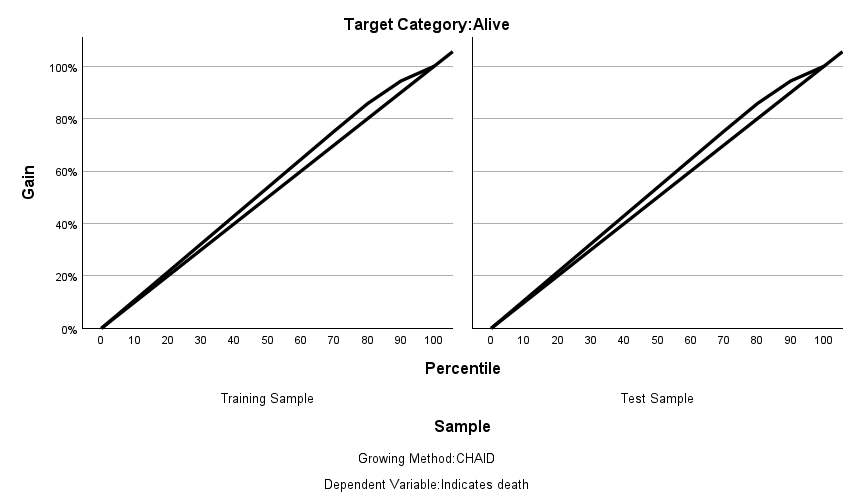 Target Category:Alive
Gain
100%
80%
60%
40%
20%
0%
0 10 20 30 40 50 60 70 80 90 100
0 10 20 30 40 50 60 70 80 90 100
Percentile
Training Sample
Test Sample
Sample
Growing Method:CHAID
Dependent Variable:Indicates death